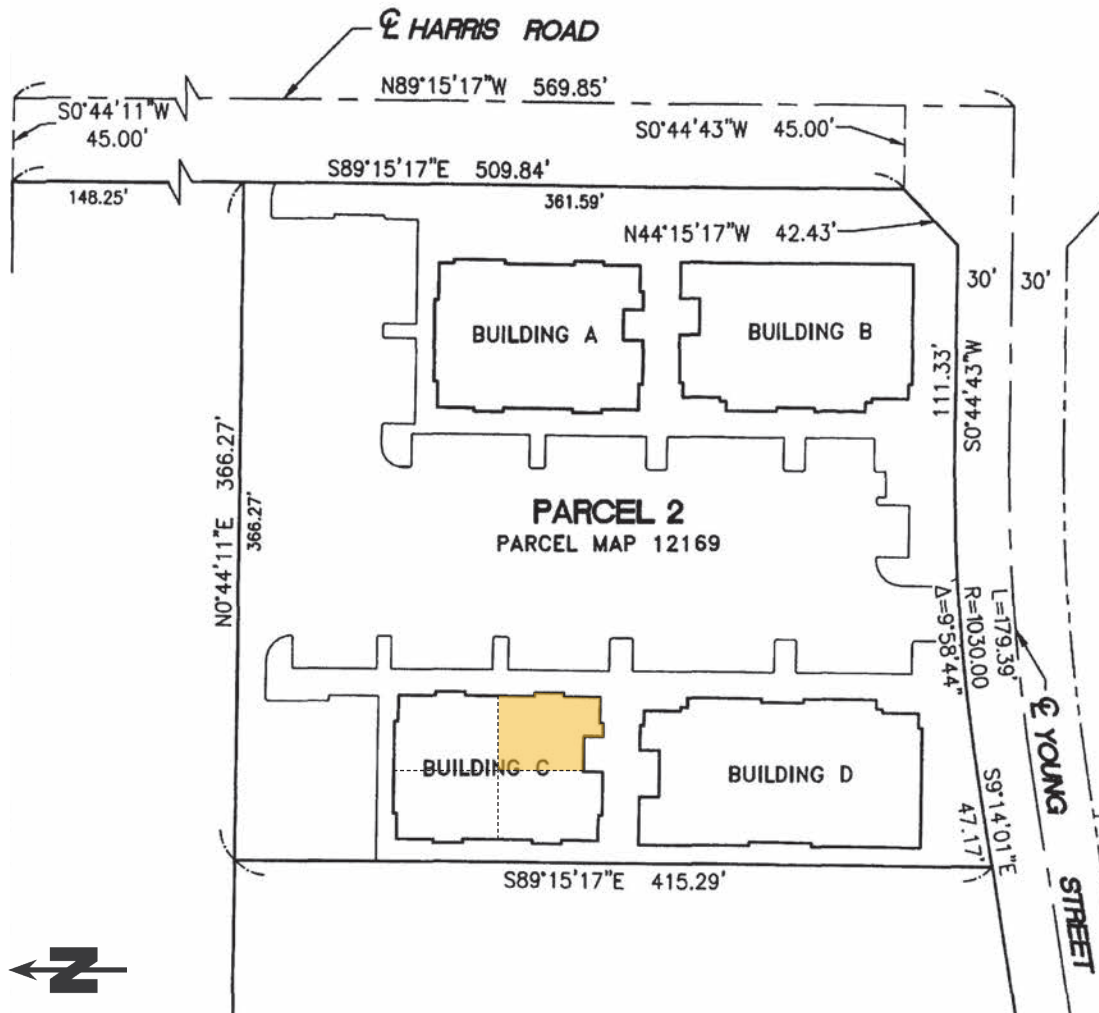 ℄ HARRIS ROAD
N89°15'17"W 569.85'
S0°44'11"W
45.00'
S0°44'43"W 45.00'
S89°15'17"E 509.84'
148.25'
361.59'
N44°15'17"W 42.43'
30'
30'
BUILDING A
BUILDING B
111.33'
S0°44'43"W
N0°44'11"E 366.27'
366.27'
PARCEL 2
PARCEL MAP 12169
Δ=9°58'44"
R=1030.00
L=179.39'
℄ YOUNG STREET
BUILDING C
BUILDING D
S9°14'01"E
47.17'
S89°15'17"E 415.29'
N